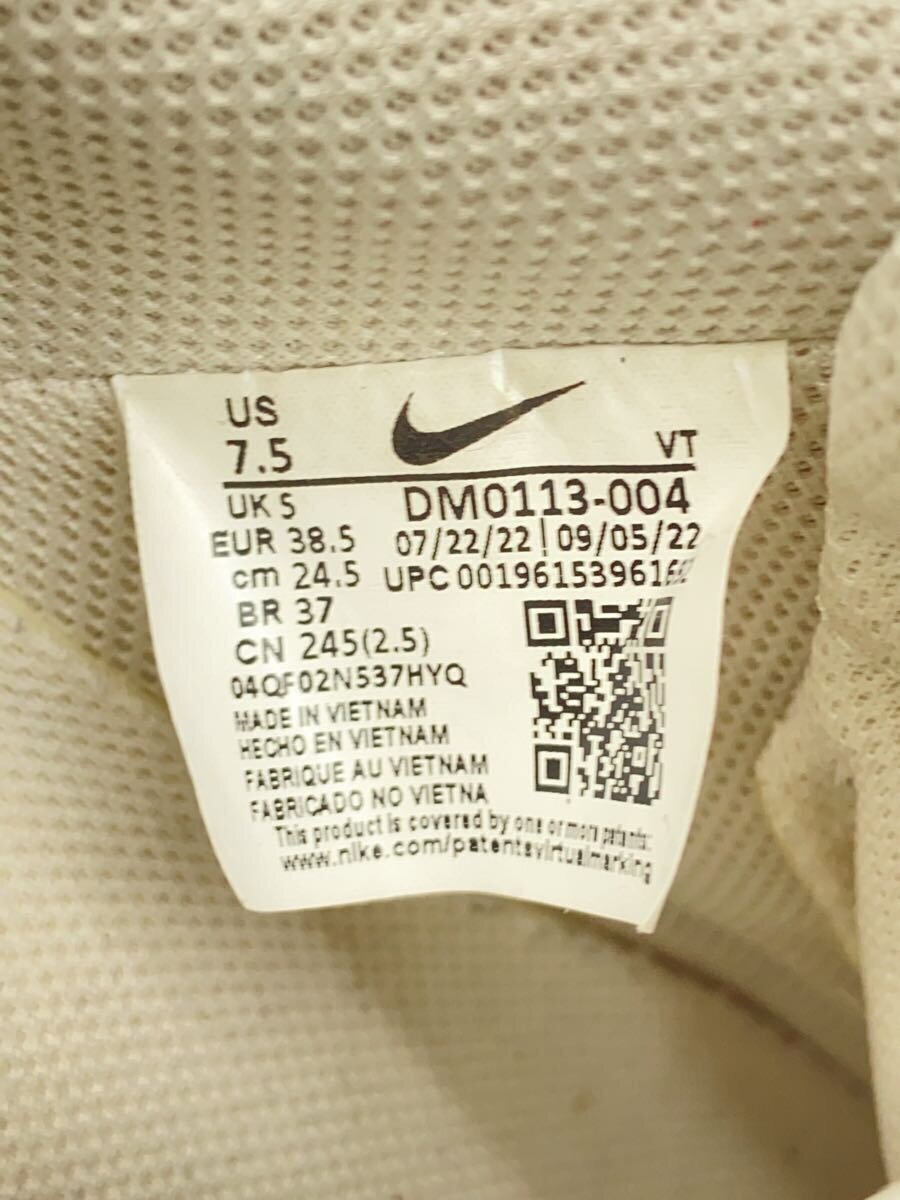 US
7.5 VT
UK 5 DM0113-004
EUR 38.5 07/22/22 | 09/05/22
cm 24.5 UPC
BR 37
CN 245(2.5)
04QF02N537HYQ
MADE IN VIETNAM
HECHO EN VIETNAM
FABRIQUE AU VIETNAM
FABRICADO NO VIETNA
This product is covered by one or more patents:
www.nike.com/patentsvirtualmarking